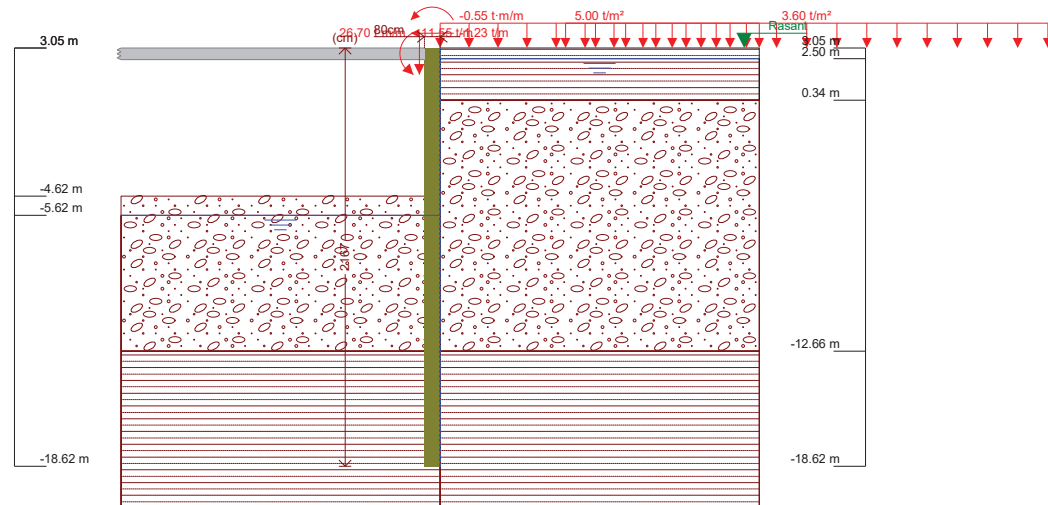 -0.55 t·m/m
5.00 t/m²
3.60 t/m²
80cm
Rasant
(cm)
3.05 m
3.05 m
2.50 m
0.34 m
-4.62 m
-5.62 m
2167
-12.66 m
-18.62 m
-18.62 m